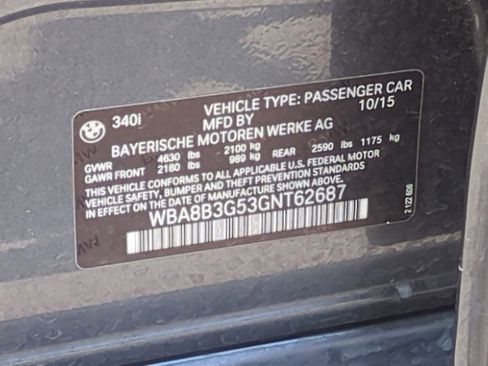 340i VEHICLE TYPE: PASSENGER CAR
MFD BY 10/15
BAYERISCHE MOTOREN WERKE AG
GVWR 4630 lbs 2100 kg
GAWR FRONT 2180 lbs 989 kg REAR 2590 lbs 1175 kg
THIS VEHICLE CONFORMS TO ALL APPLICABLE U.S. FEDERAL MOTOR
VEHICLE SAFETY, BUMPER, AND THEFT PREVENTION STANDARDS
IN EFFECT ON THE DATE OF MANUFACTURE SHOWN ABOVE.
WBA8B3G53GNT62687